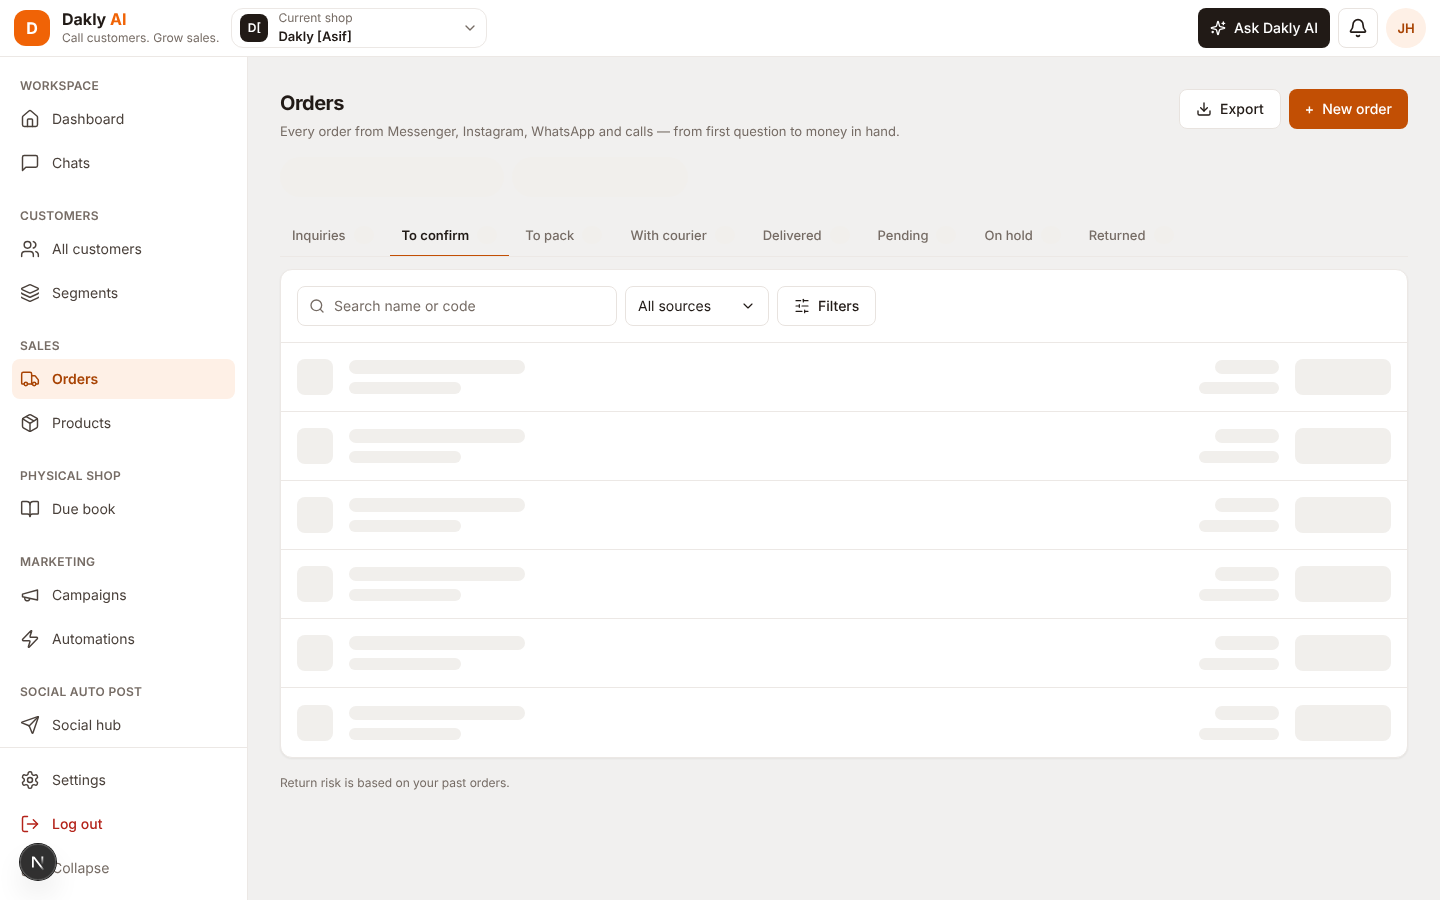 D
Dakly AI
Call customers. Grow sales.
D[
Current shop
Dakly [Asif]
Ask Dakly AI
JH
WORKSPACE
Dashboard
Chats
CUSTOMERS
All customers
Segments
SALES
Orders
Products
PHYSICAL SHOP
Due book
MARKETING
Campaigns
Automations
SOCIAL AUTO POST
Social hub
Settings
Log out
N
Collapse
Orders
Every order from Messenger, Instagram, WhatsApp and calls — from first question to money in hand.
Export
+ New order
Inquiries To confirm To pack With courier Delivered Pending On hold Returned
Search name or code
All sources
Filters
Return risk is based on your past orders.